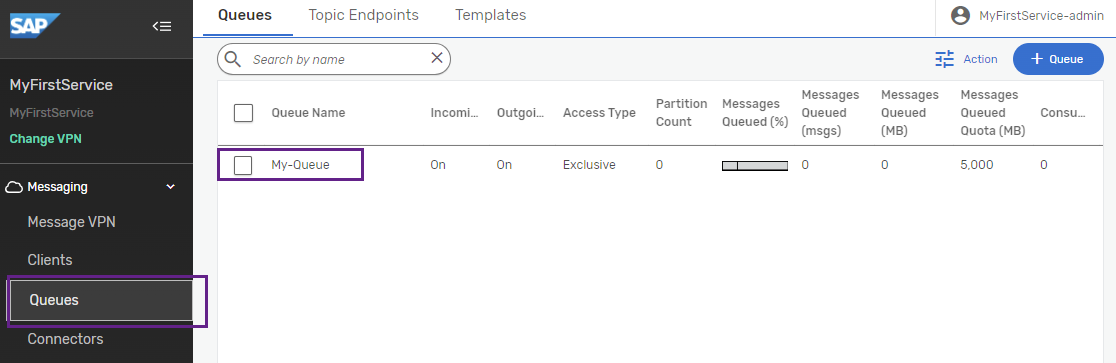 SAP
Queues Topic Endpoints Templates
MyFirstService-admin
Search by name
Action
+ Queue
MyFirstService
MyFirstService
Change VPN
Messaging
Message VPN
Clients
Queues
Connectors
Queue Name
Incomi...
Outgoi...
Access Type
Partition
Count
Messages
Queued (%)
Messages
Queued
(msgs)
Messages
Queued
(MB)
Messages
Queued
Quota (MB)
Consu...
My-Queue On On Exclusive 0 0 0 5,000 0